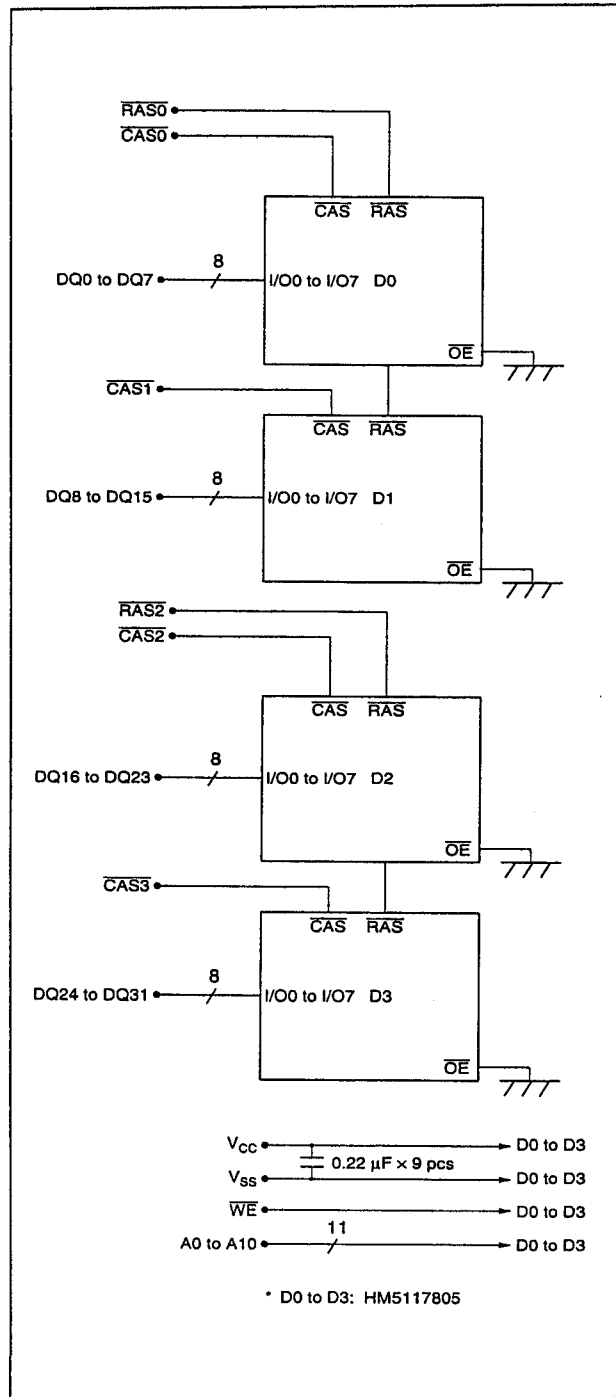 RAS0
CAS0
CAS RAS
8
DQ0 to DQ7 I/O0 to I/O7 D0
OE
CAS1
CAS RAS
8
DQ8 to DQ15 I/O0 to I/O7 D1
OE
RAS2
CAS2
CAS RAS
8
DQ16 to DQ23 I/O0 to I/O7 D2
OE
CAS3
CAS RAS
8
DQ24 to DQ31 I/O0 to I/O7 D3
OE
VCC D0 to D3
0.22 µF × 9 pcs
VSS D0 to D3
WE D0 to D3
11
A0 to A10 D0 to D3
* D0 to D3: HM5117805